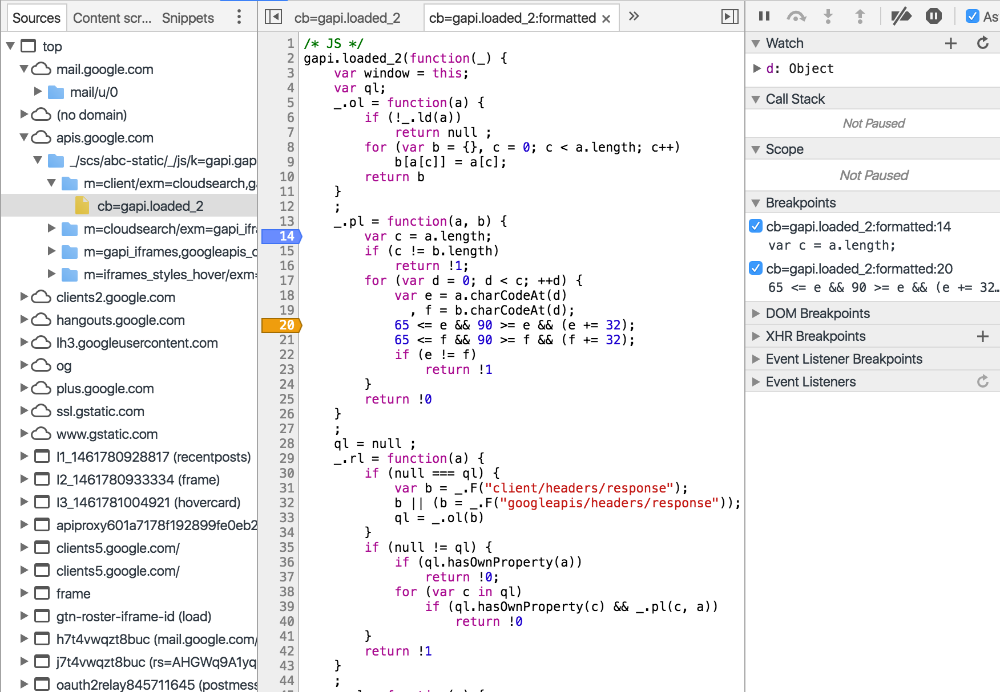 Sources
Content scr...
Snippets
top
mail.google.com
mail/u/0
(no domain)
apis.google.com
_/scs/abc-static/_/js/k=gapi.gap
m=client/exm=cloudsearch,g
cb=gapi.loaded_2
m=cloudsearch/exm=gapi_ifr
m=gapi_iframes,googleapis_c
m=iframes_styles_hover/exm=
clients2.google.com
hangouts.google.com
lh3.googleusercontent.com
og
plus.google.com
ssl.gstatic.com
www.gstatic.com
I1_1461780928817 (recentposts)
I2_1461780933334 (frame)
I3_1461781004921 (hovercard)
apiproxy601a7178f192899fe0eb2
clients5.google.com/
clients5.google.com/
frame
gtn-roster-iframe-id (load)
h7t4vwqzt8buc (mail.google.com/
j7t4vwqzt8buc (rs=AHGWq9A1yq
oauth2relay845711645 (postmess
cb=gapi.loaded_2
cb=gapi.loaded_2:formatted ×
»
1 /* JS */
2 gapi.loaded_2(function(_) {
3 var window = this;
4 var ql;
5 _.ol = function(a) {
6 if (!_.ld(a))
7 return null ;
8 for (var b = {}, c = 0; c < a.length; c++)
9 b[a[c]] = a[c];
10 return b
11 }
12 ;
13 _.pl = function(a, b) {
14 var c = a.length;
15 if (c != b.length)
16 return !1;
17 for (var d = 0; d < c; ++d) {
18 var e = a.charCodeAt(d)
19 , f = b.charCodeAt(d);
20 65 <= e && 90 >= e && (e += 32);
21 65 <= f && 90 >= f && (f += 32);
22 if (e != f)
23 return !1
24 }
25 return !0
26 }
27 ;
28 ql = null ;
29 _.rl = function(a) {
30 if (null === ql) {
31 var b = _.F("client/headers/response");
32 b || (b = _.F("googleapis/headers/response"));
33 ql = _.ol(b)
34 }
35 if (null != ql) {
36 if (ql.hasOwnProperty(a))
37 return !0;
38 for (var c in ql)
39 if (ql.hasOwnProperty(c) && _.pl(c, a))
40 return !0
41 }
42 return !1
43 }
44 ;
As
Watch
d: Object
Call Stack
Not Paused
Scope
Not Paused
Breakpoints
cb=gapi.loaded_2:formatted:14
var c = a.length;
cb=gapi.loaded_2:formatted:20
65 <= e && 90 >= e && (e += 32…
DOM Breakpoints
XHR Breakpoints
Event Listener Breakpoints
Event Listeners